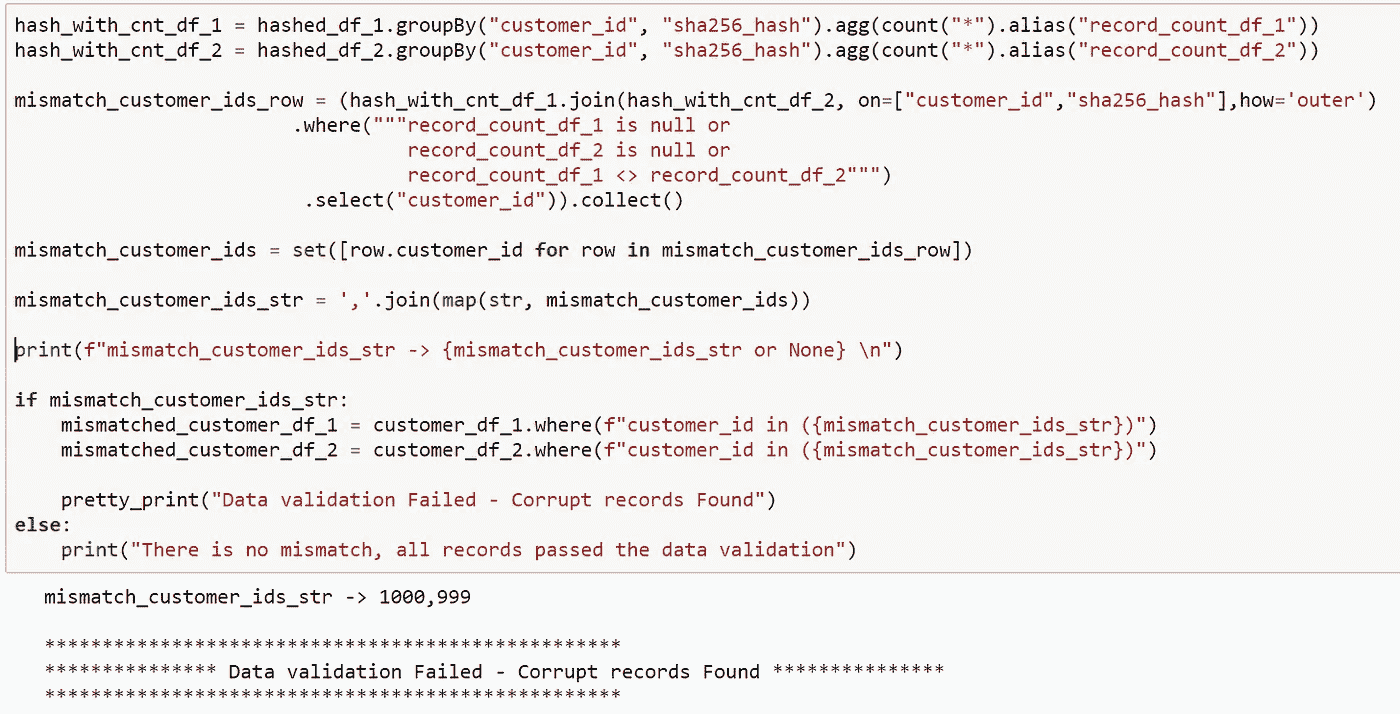 hash_with_cnt_df_1 = hashed_df_1.groupBy("customer_id", "sha256_hash").agg(count("*").alias("record_count_df_1"))
hash_with_cnt_df_2 = hashed_df_2.groupBy("customer_id", "sha256_hash").agg(count("*").alias("record_count_df_2"))
mismatch_customer_ids_row = (hash_with_cnt_df_1.join(hash_with_cnt_df_2, on=["customer_id","sha256_hash"],how='outer')
.where("""record_count_df_1 is null or
record_count_df_2 is null or
record_count_df_1 <> record_count_df_2""")
.select("customer_id")).collect()
mismatch_customer_ids = set([row.customer_id for row in mismatch_customer_ids_row])
mismatch_customer_ids_str = ','.join(map(str, mismatch_customer_ids))
print(f"mismatch_customer_ids_str -> {mismatch_customer_ids_str or None} \n")
if mismatch_customer_ids_str:
    mismatched_customer_df_1 = customer_df_1.where(f"customer_id in ({mismatch_customer_ids_str})")
    mismatched_customer_df_2 = customer_df_2.where(f"customer_id in ({mismatch_customer_ids_str})")
    pretty_print("Data validation Failed - Corrupt records Found")
else:
    print("There is no mismatch, all records passed the data validation")
mismatch_customer_ids_str -> 1000,999
**************************************************
*************** Data validation Failed - Corrupt records Found ***************
**************************************************